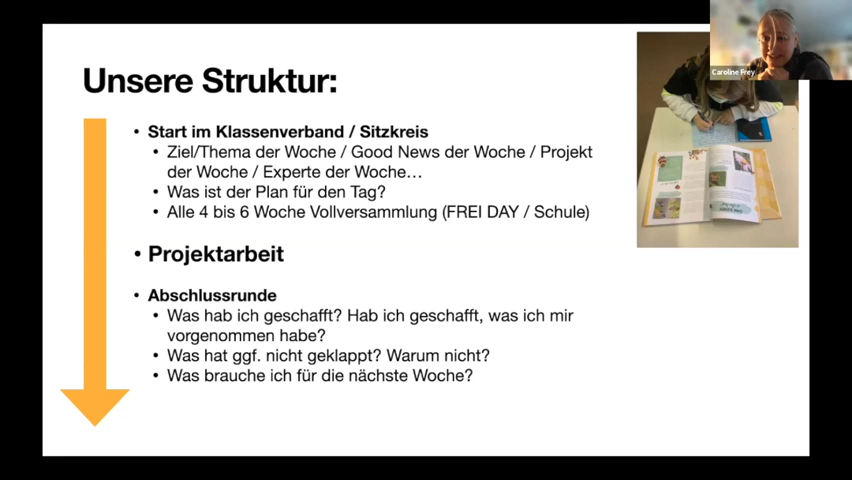 Unsere Struktur:
• Start im Klassenverband / Sitzkreis
• Ziel/Thema der Woche / Good News der Woche / Projekt
der Woche / Experte der Woche…
• Was ist der Plan für den Tag?
• Alle 4 bis 6 Woche Vollversammlung (FREI DAY / Schule)
• Projektarbeit
• Abschlussrunde
• Was hab ich geschafft? Hab ich geschafft, was ich mir
vorgenommen habe?
• Was hat ggf. nicht geklappt? Warum nicht?
• Was brauche ich für die nächste Woche?
Caroline Frey